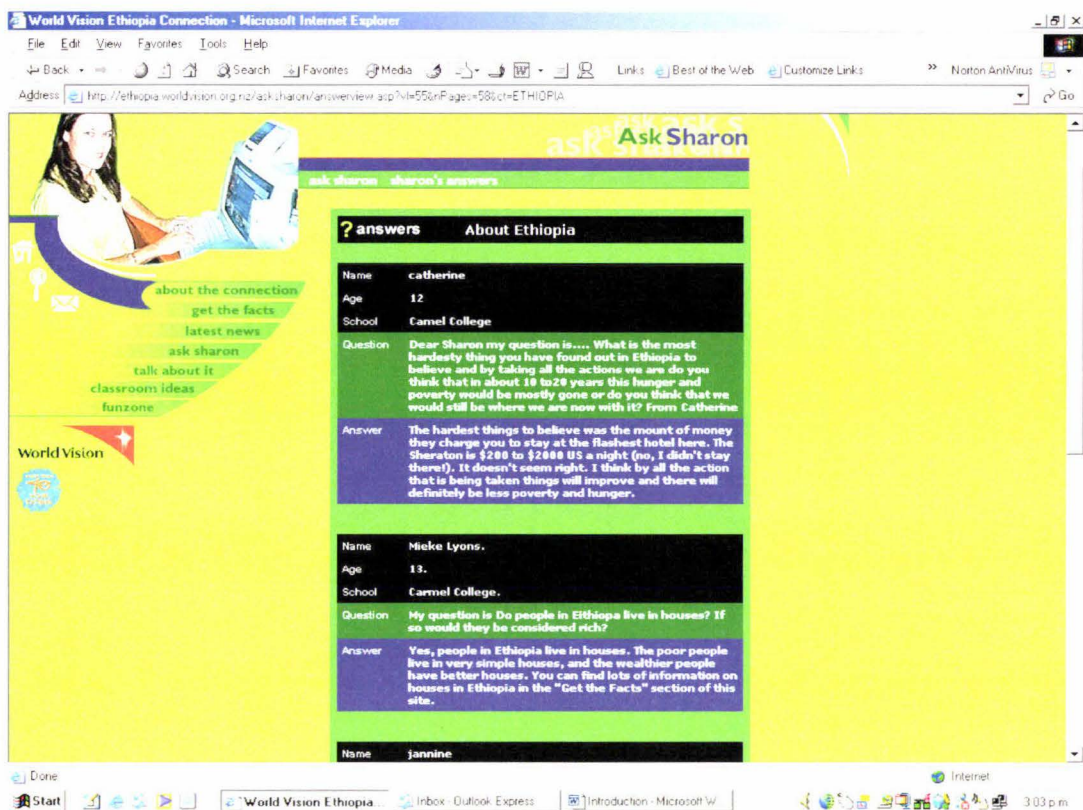 World Vision Ethiopia Connection - Microsoft Internet Explorer
File Edit View Favorites Tools Help
Back Search Favorites Media Links Best of the Web Customize Links » Norton AntiVirus
Address http://ethiopia.worldvision.org.nz/asksharon/answerview.asp?vl=55&nPages=58&ct=ETHIOPIA Go
Ask Sharon
ask sharon sharon's answers
? answers About Ethiopia
Name catherine
Age 12
School Camel College
Question Dear Sharon my question is.... What is the most
hardesty thing you have found out in Ethiopia to
believe and by taking all the actions we are do you
think that in about 10 to20 years this hunger and
poverty would be mostly gone or do you think that we
would still be where we are now with it? From Catherine
Answer The hardest things to believe was the mount of money
they charge you to stay at the flashest hotel here. The
Sheraton is $200 to $2000 US a night (no, I didn't stay
there!). It doesn't seem right. I think by all the action
that is being taken things will improve and there will
definitely be less poverty and hunger.
Name Mieke Lyons.
Age 13.
School Carmel College.
Question My question is Do people in Eithiopa live in houses? If
so would they be considered rich?
Answer Yes, people in Ethiopia live in houses. The poor people
live in very simple houses, and the wealthier people
have better houses. You can find lots of information on
houses in Ethiopia in the "Get the Facts" section of this
site.
Name jannine
about the connection
get the facts
latest news
ask sharon
talk about it
classroom ideas
funzone
World Vision
Done Internet
Start World Vision Ethiopia... Inbox - Outlook Express Introduction - Microsoft W... 3:03 p.m.